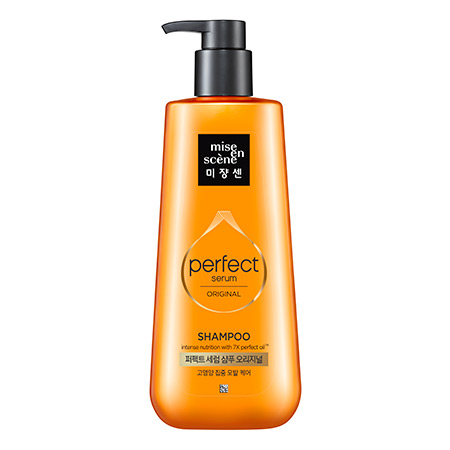 mise
en
scène
미쟝센
perfect
serum
ORIGINAL
SHAMPOO
intense nutrition with 7X perfect oil™
퍼펙트 세럼 샴푸 오리지널
고영양 집중 모발 케어